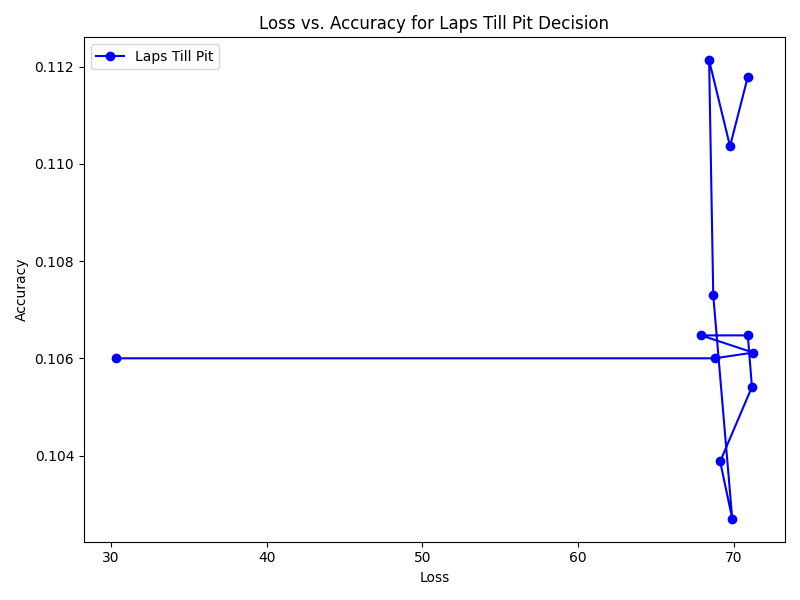 Loss vs. Accuracy for Laps Till Pit Decision
Laps Till Pit
0.112
0.110
0.108
0.106
0.104
Accuracy
30
40
50
60
70
Loss